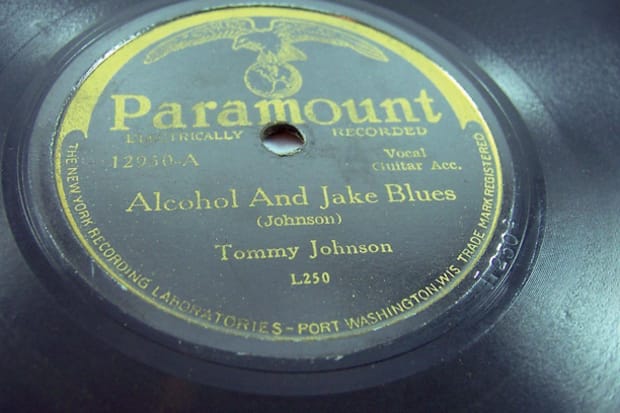 Paramount
ELECTRICALLY RECORDED
12950-A
Vocal
Guitar Acc.
Alcohol And Jake Blues
(Johnson)
Tommy Johnson
L250
THE NEW YORK RECORDING LABORATORIES - PORT WASHINGTON, WIS TRADE MARK REGISTERED